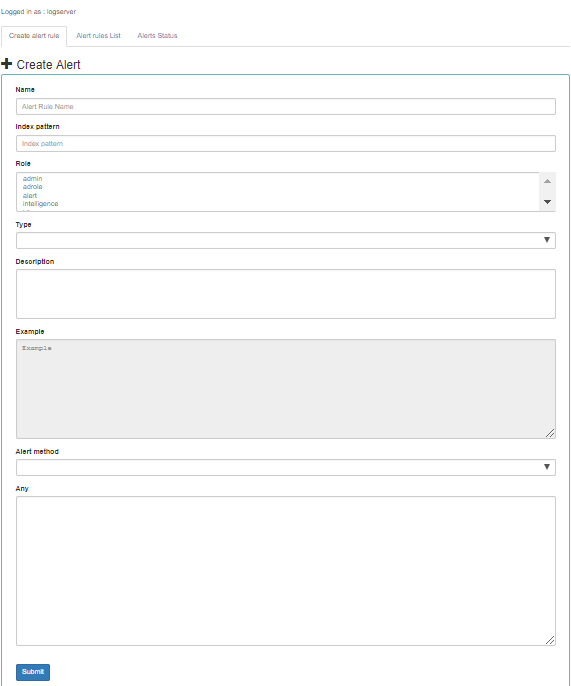 Logged in as : logserver
Create alert rule Alert rules List Alerts Status
Create Alert
Name
Alert Rule Name
Index pattern
Index pattern
Role
admin
adrole
alert
intelligence
Type
Description
Example
Example
Alert method
Any
Submit